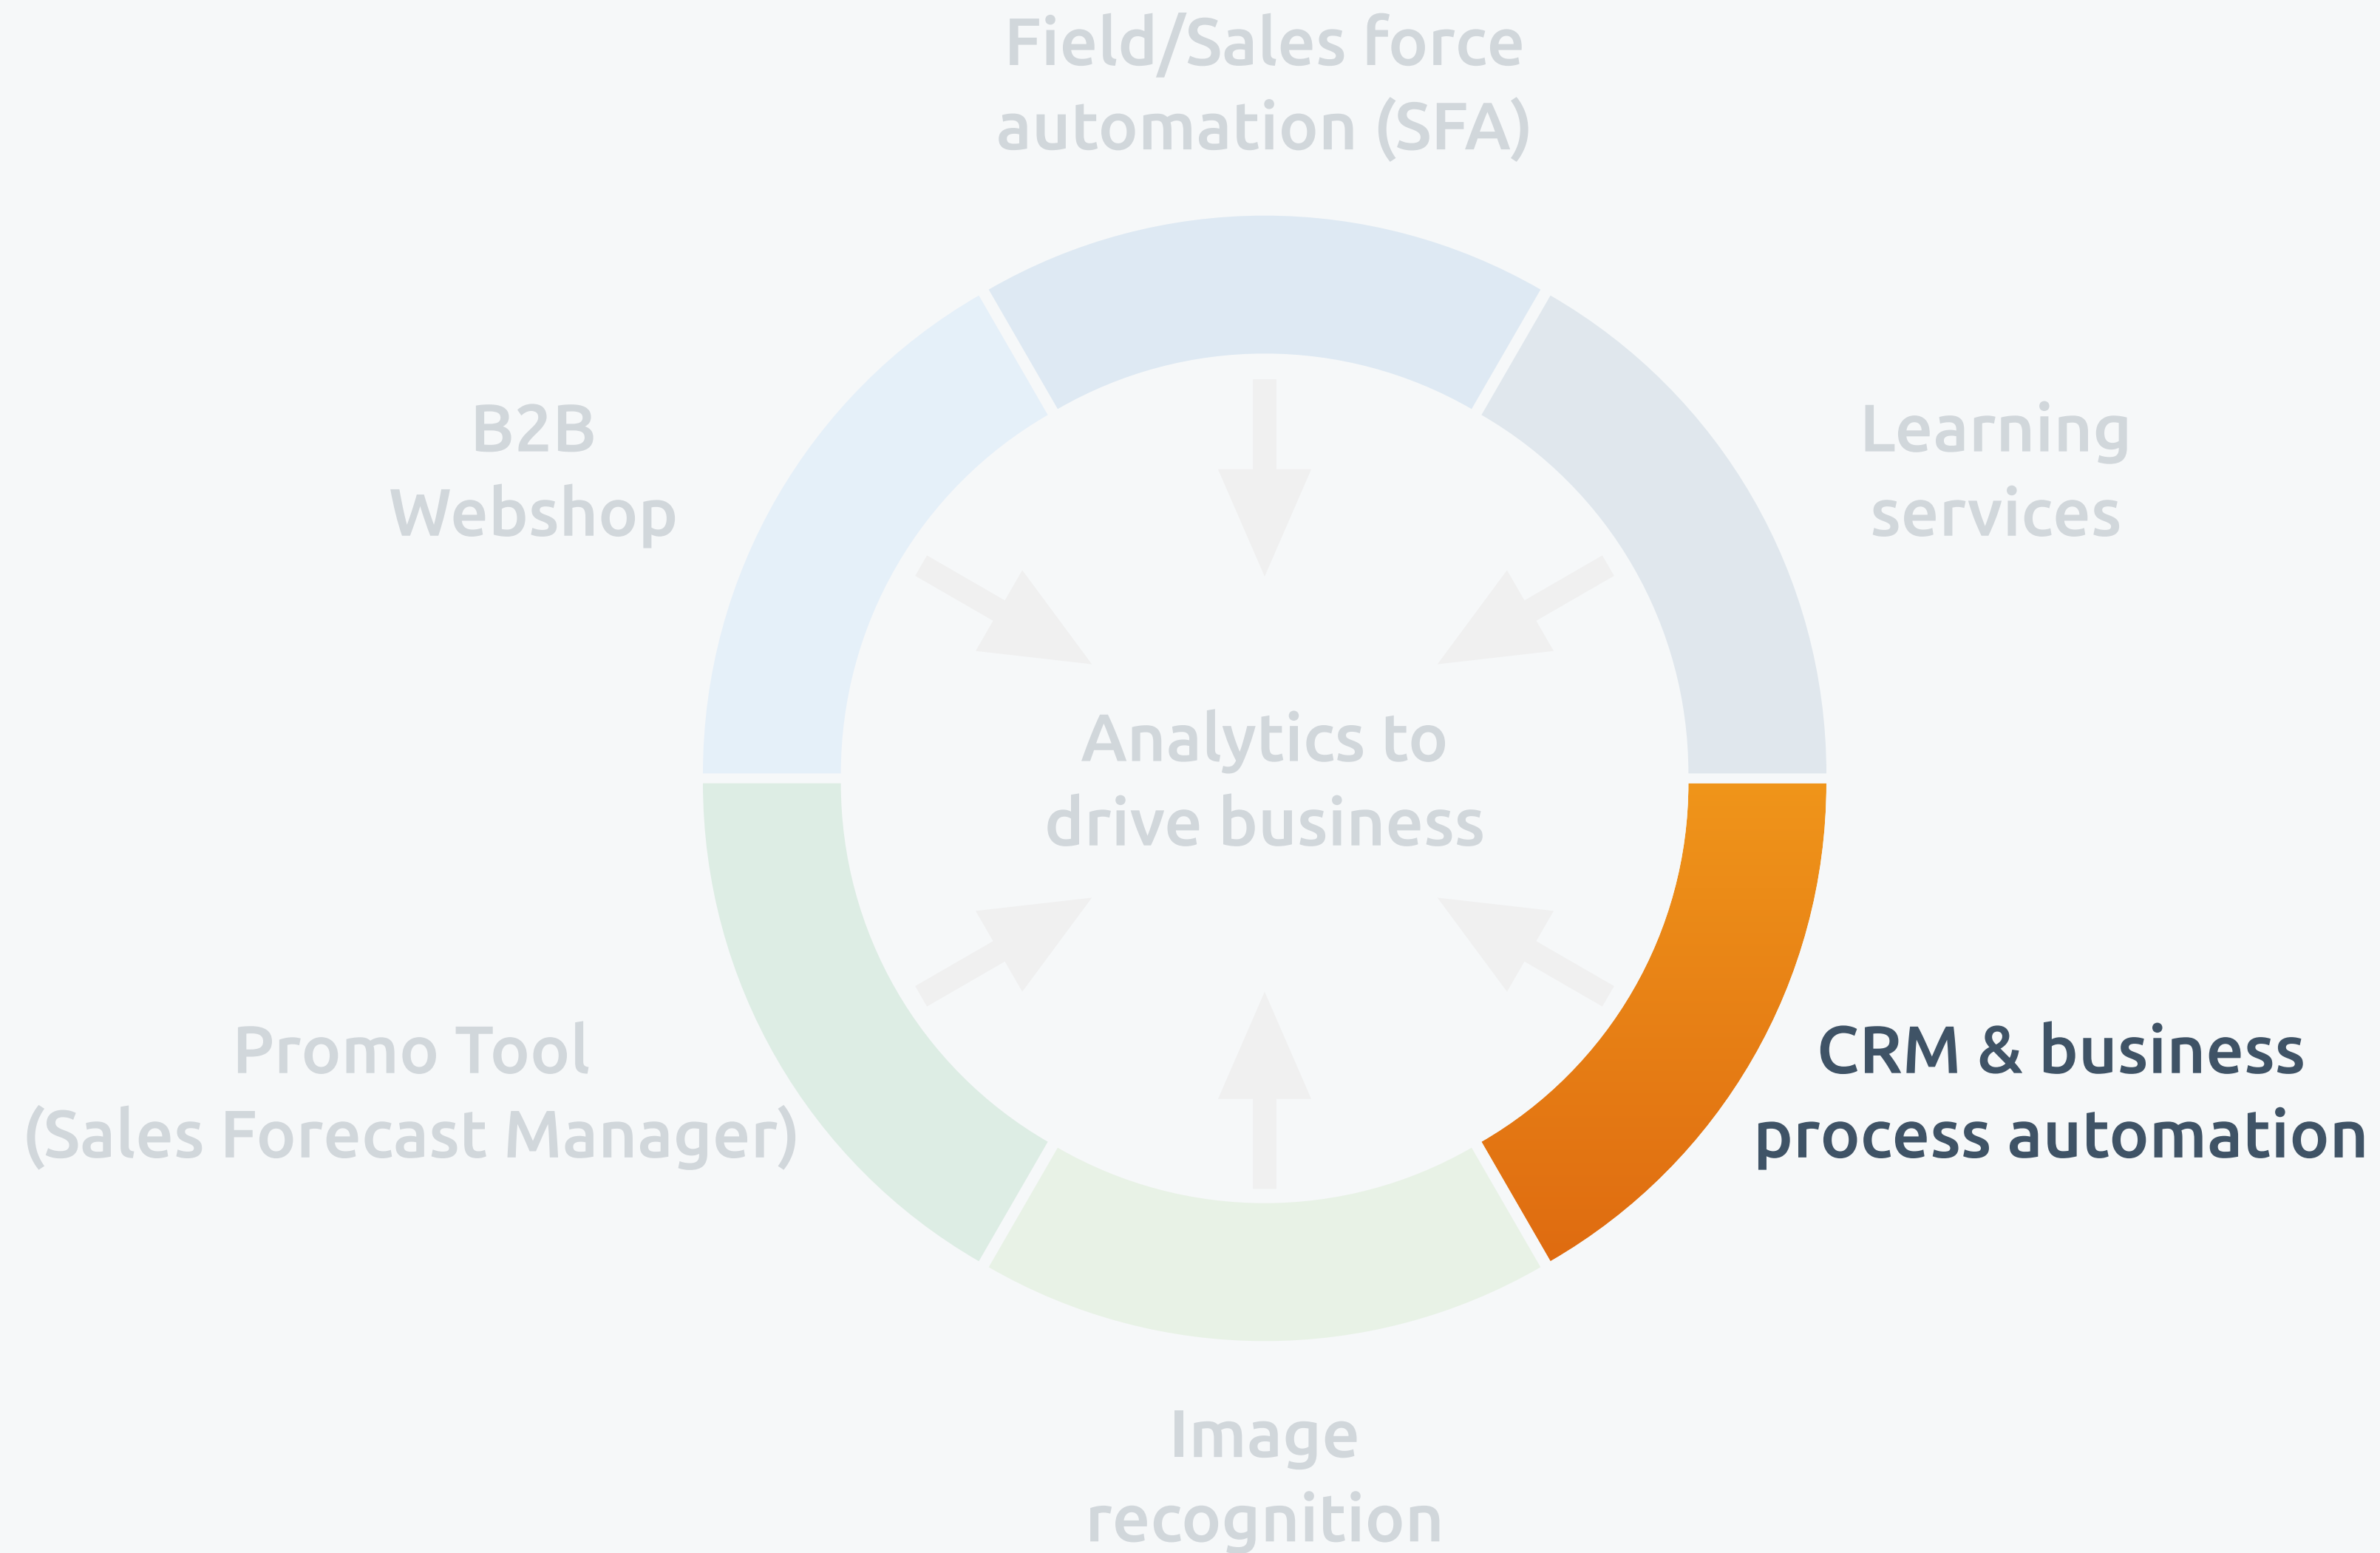 Field/Sales force
automation (SFA)
B2B
Webshop
Learning
services
Analytics to
drive business
Promo Tool
(Sales Forecast Manager)
CRM & business
process automation
Image
recognition